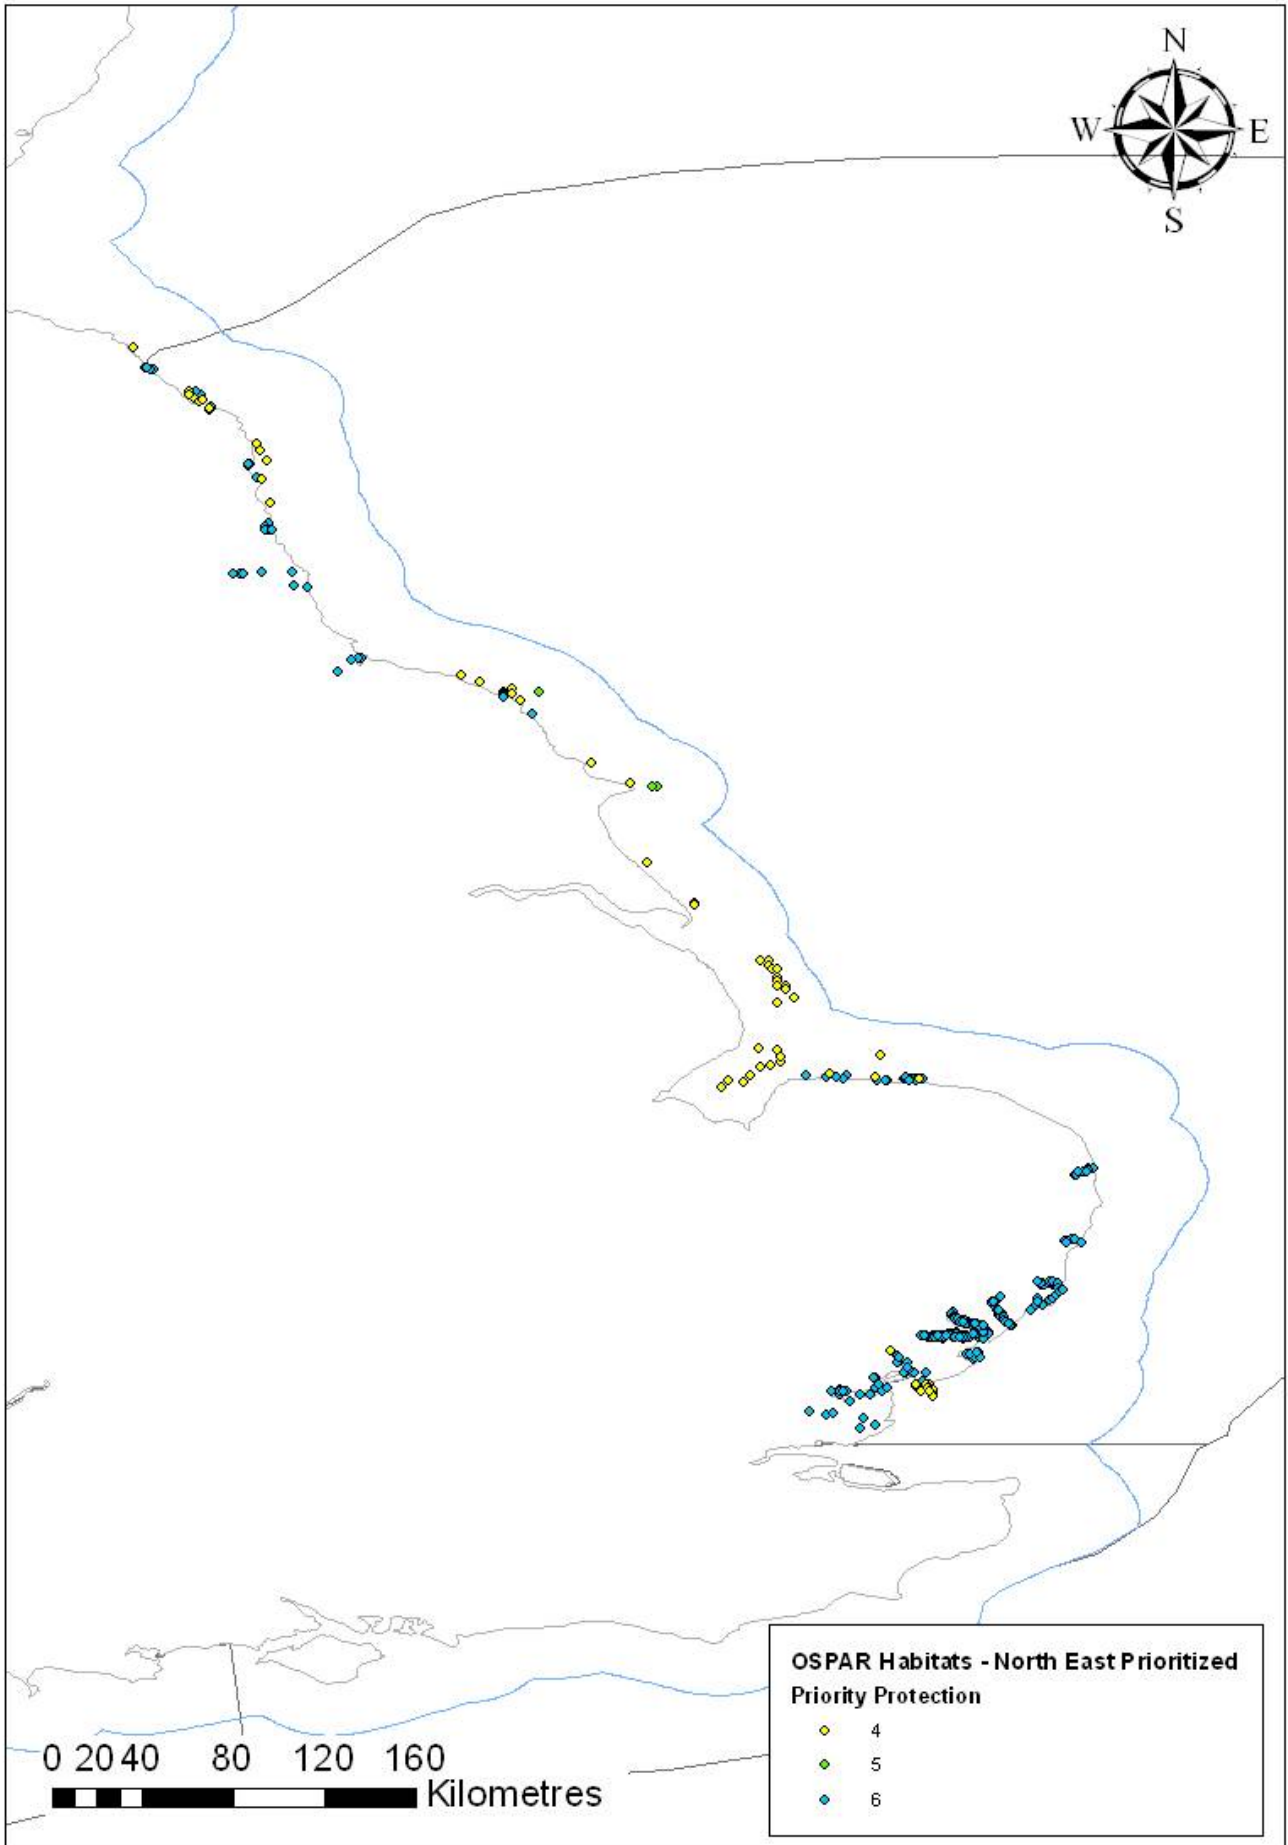 N
W E
S
OSPAR Habitats - North East Prioritized
Priority Protection
4
5
6
0 20 40 80 120 160
Kilometres